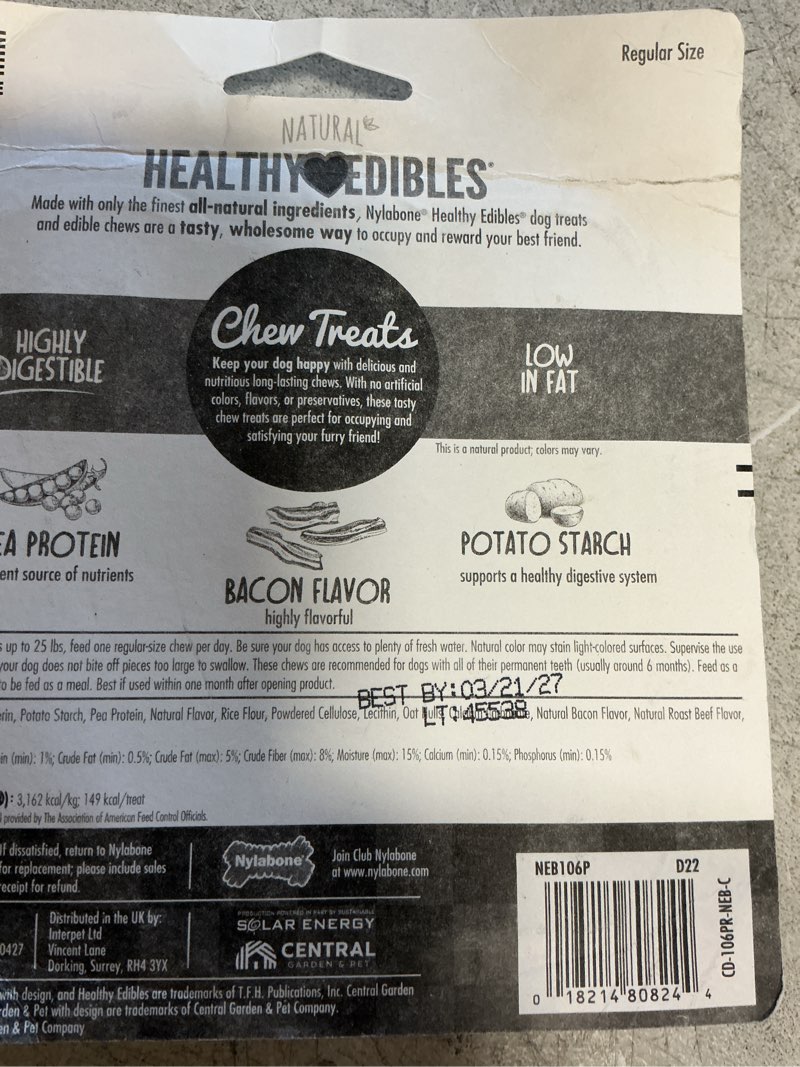 Regular Size
NATURAL
HEALTHY EDIBLES®
Made with only the finest all-natural ingredients, Nylabone® Healthy Edibles® dog treats
and edible chews are a tasty, wholesome way to occupy and reward your best friend.
HIGHLY
DIGESTIBLE
Chew Treats
Keep your dog happy with delicious and
nutritious long-lasting chews. With no artificial
colors, flavors, or preservatives, these tasty
chew treats are perfect for occupying and
satisfying your furry friend!
LOW
IN FAT
This is a natural product; colors may vary.
EA PROTEIN
ent source of nutrients
BACON FLAVOR
highly flavorful
POTATO STARCH
supports a healthy digestive system
s up to 25 lbs, feed one regular-size chew per day. Be sure your dog has access to plenty of fresh water. Natural color may stain light-colored surfaces. Supervise the use
your dog does not bite off pieces too large to swallow. These chews are recommended for dogs with all of their permanent teeth (usually around 6 months). Feed as a
o be fed as a meal. Best if used within one month after opening product.
BEST BY:03/21/27
LT:45538
rin, Potato Starch, Pea Protein, Natural Flavor, Rice Flour, Powdered Cellulose, Lecithin, Oat Hulls, Natural Bacon Flavor, Natural Roast Beef Flavor,
in (min): 1%; Crude Fat (min): 0.5%; Crude Fat (max): 5%; Crude Fiber (max): 8%, Moisture (max): 15%; Calcium (min): 0.15%; Phosphorus (min): 0.15%
): 3,162 kcal/kg; 149 kcal/treat
l provided by The Association of American Feed Control Officials.
If dissatisfied, return to Nylabone
for replacement; please include sales
receipt for refund.
Nylabone®
Join Club Nylabone
at www.nylabone.com
0427
Distributed in the UK by:
Interpet Ltd
Vincent Lane
Dorking, Surrey, RH4 3YX
PRODUCTION POWERED IN PART BY SUSTAINABLE
SOLAR ENERGY
CENTRAL
GARDEN & PET
NEB106P D22
0 18214 80824 4
CD-106PR-NEB-C
with design, and Healthy Edibles are trademarks of T.F.H. Publications, Inc. Central Garden
rden & Pet with design are trademarks of Central Garden & Pet Company.
en & Pet Company